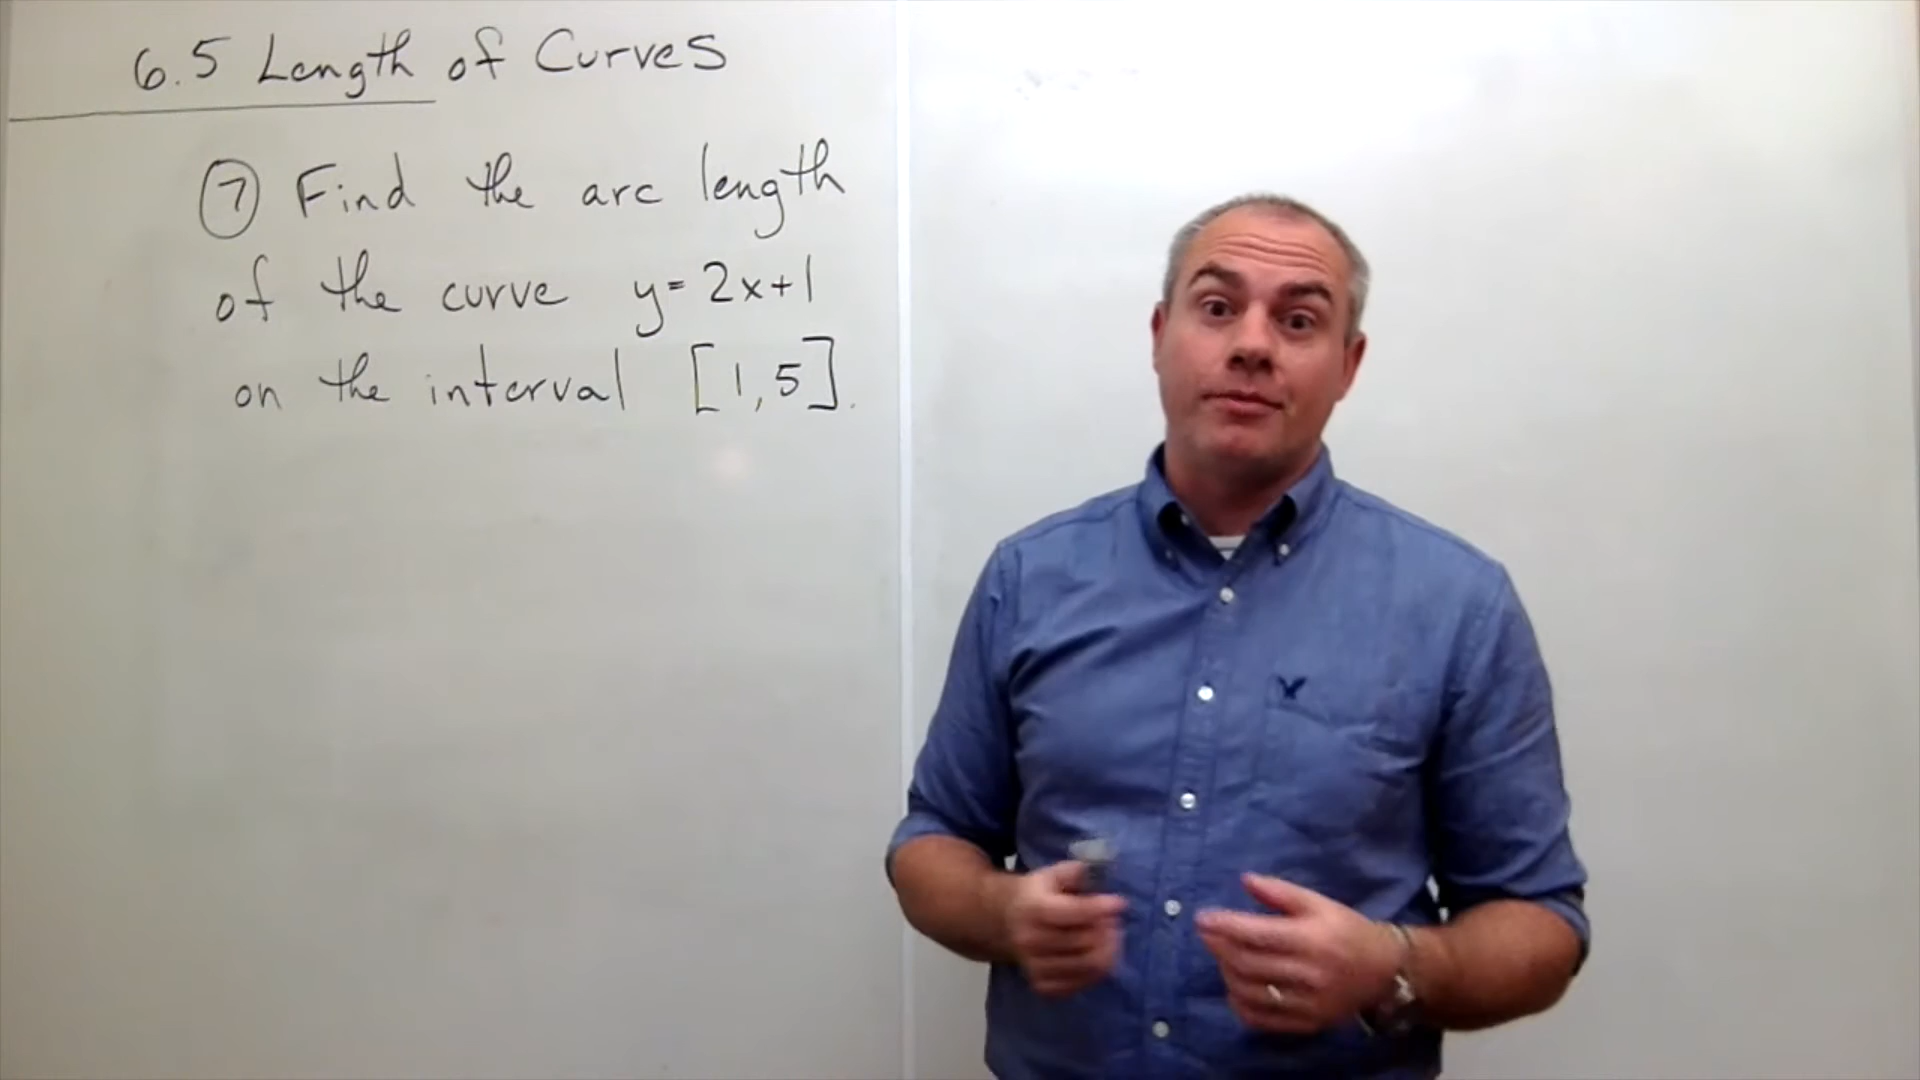 6.5 Length of Curves
7 Find the arc length
of the curve y=2x+1
on the interval [1,5].